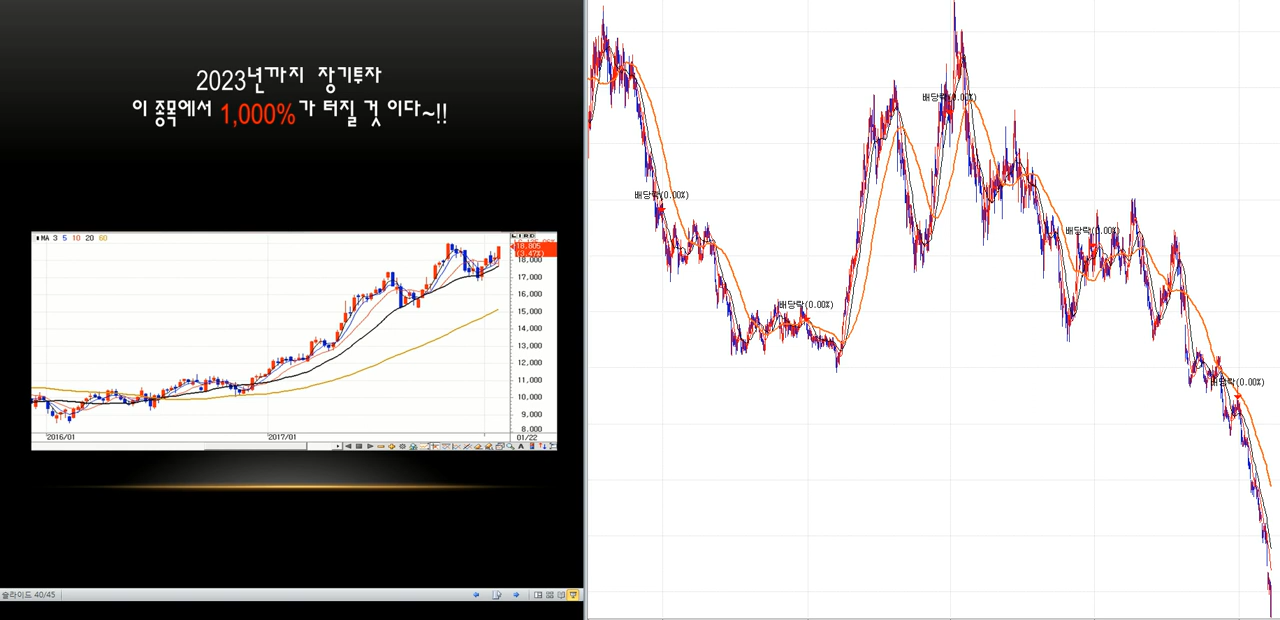 2023년까지 장기투자
이 종목에서 1,000% 가 터질 것 이다~!!
MA 3 5 10 20 60
18,805
(3.47%)
18,000
17,000
16,000
15,000
14,000
13,000
12,000
11,000
10,000
9,000
8,000
2016/01
2017/01
01/22
슬라이드 40/45
배당락(0.00%)
배당락(0.00%)
배당락(0.00%)
배당락(0.00%)
배당락(0.00%)